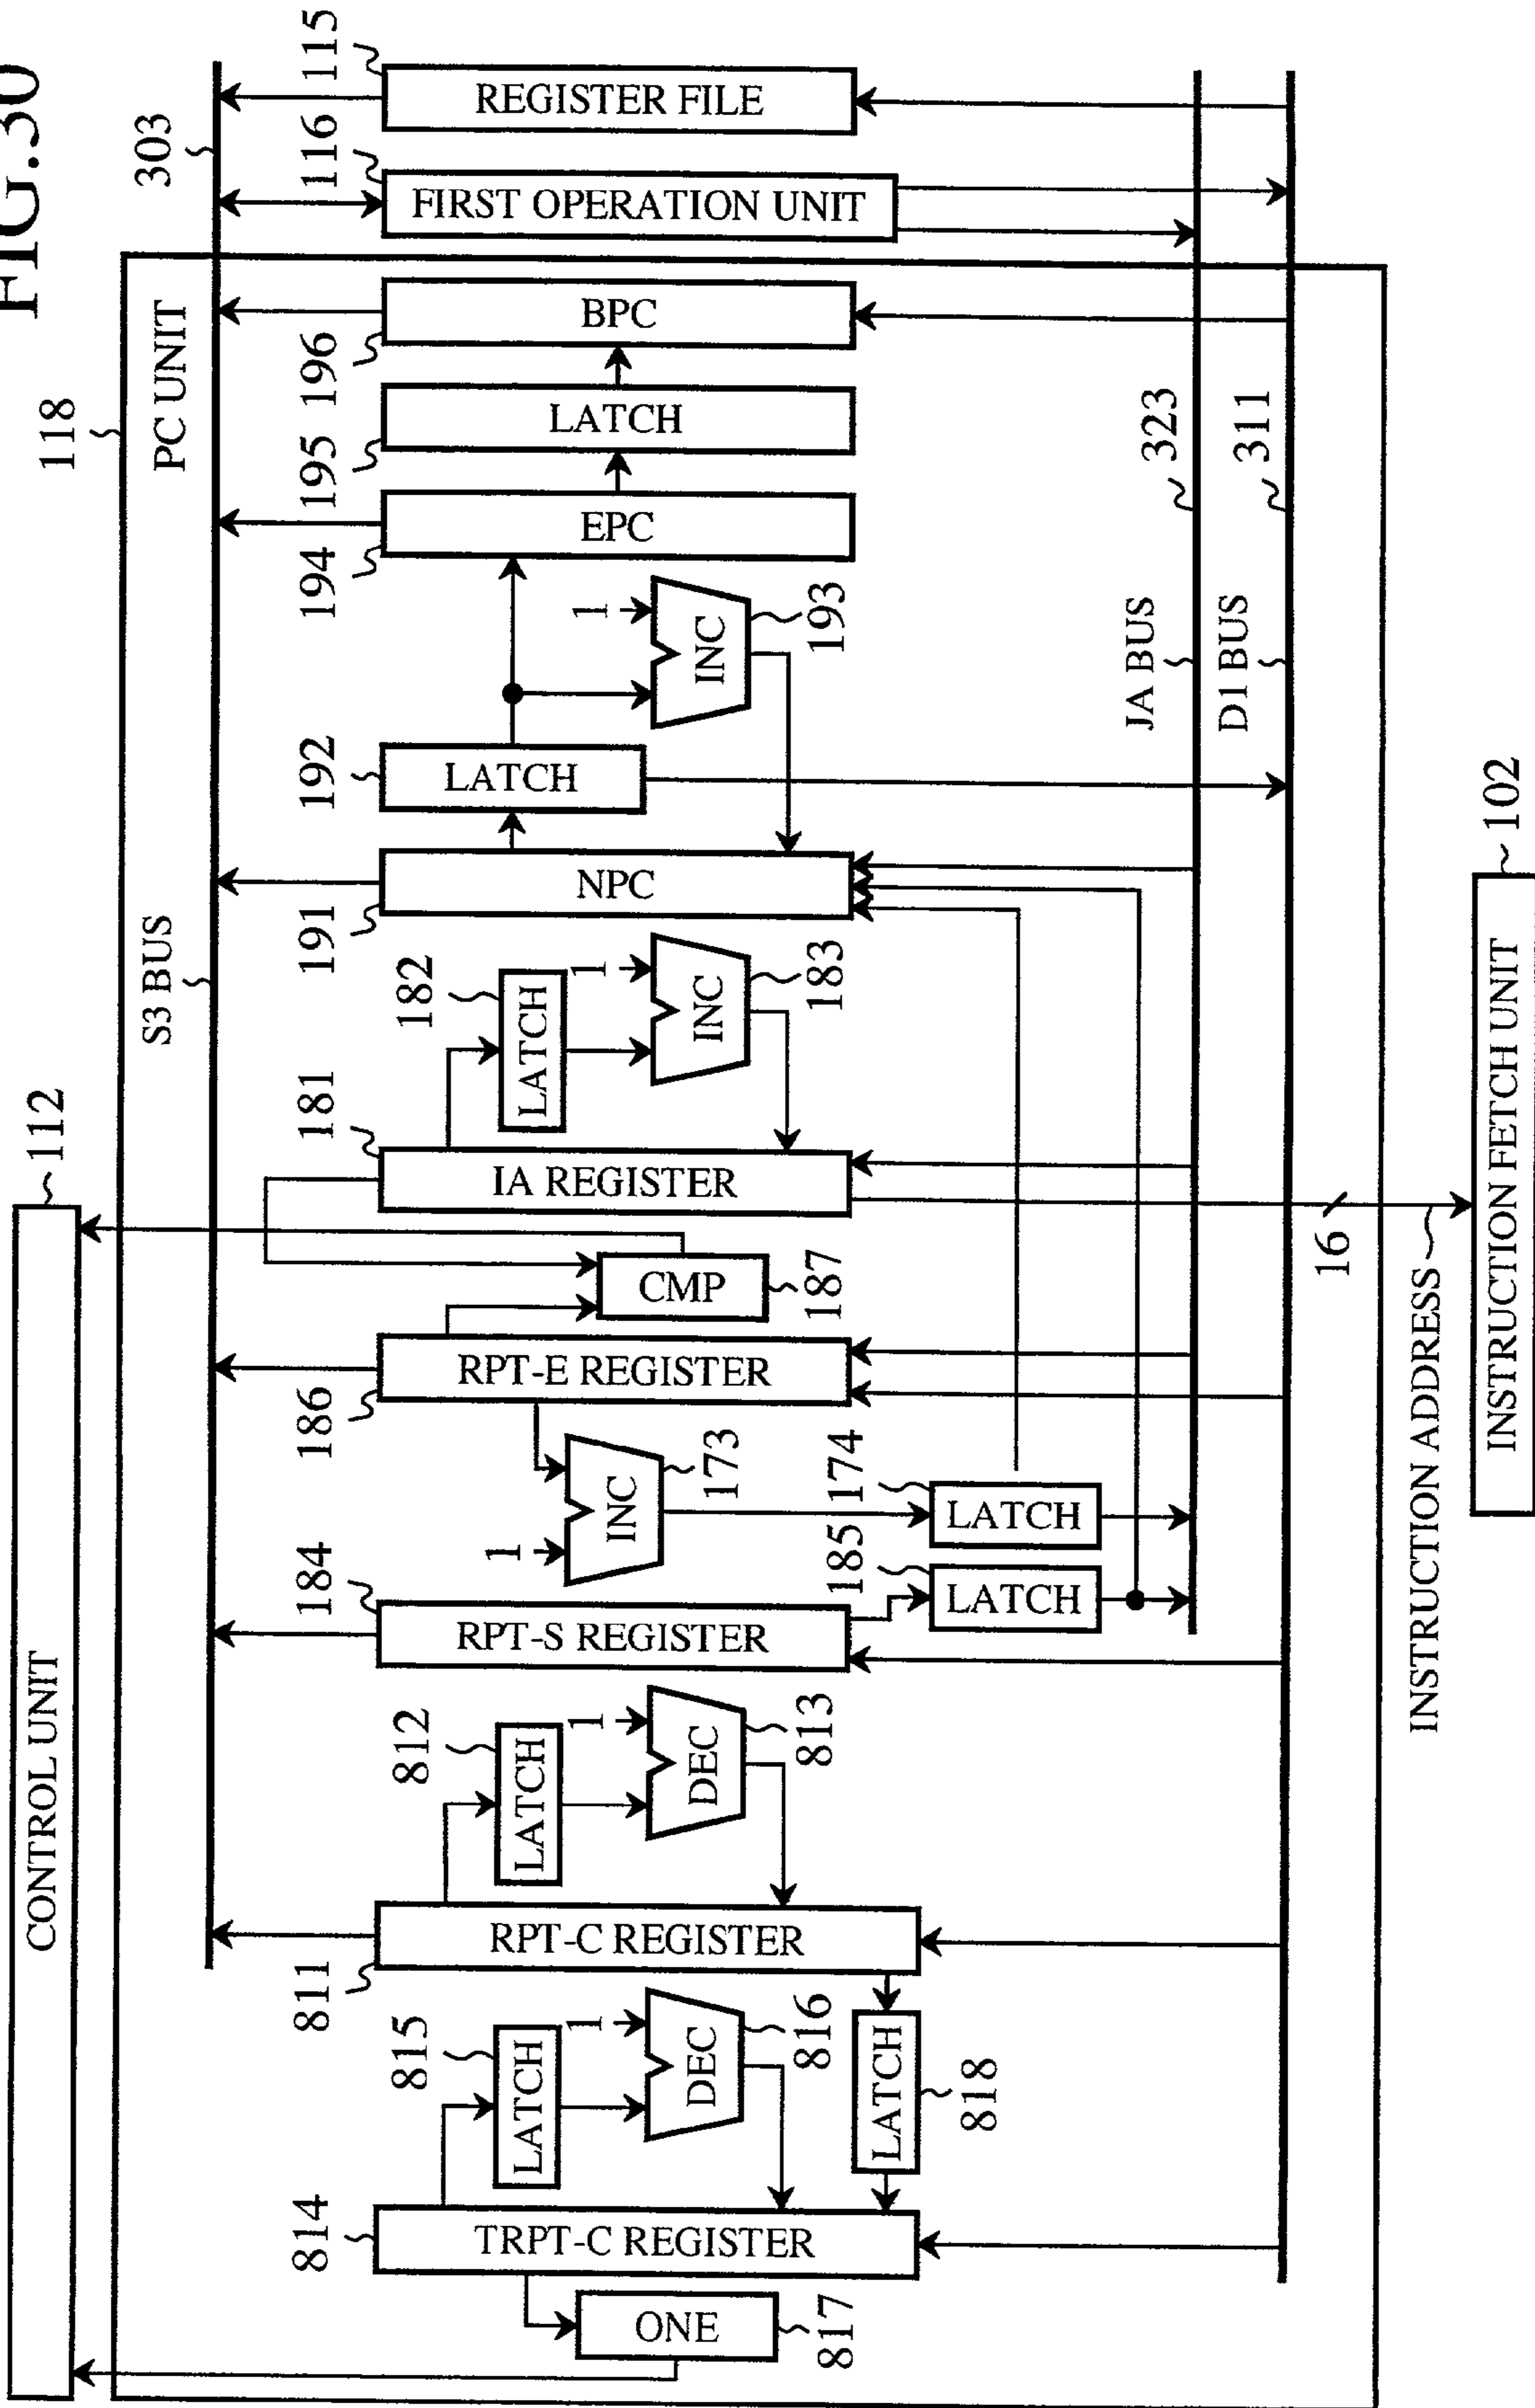 FIG.30
CONTROL UNIT
112
118
PC UNIT
S3 BUS
303
814
TRPT-C REGISTER
ONE
817
815
LATCH
1
DEC
816
LATCH
818
811
RPT-C REGISTER
812
LATCH
1
DEC
813
184
RPT-S REGISTER
185
LATCH
1
INC
173
174
LATCH
186
RPT-E REGISTER
CMP
187
181
IA REGISTER
182
LATCH
1
INC
183
191
NPC
192
LATCH
1
INC
193
194
EPC
195
LATCH
196
BPC
116
FIRST OPERATION UNIT
115
REGISTER FILE
JA BUS
323
D1 BUS
311
16
INSTRUCTION ADDRESS
INSTRUCTION FETCH UNIT
102